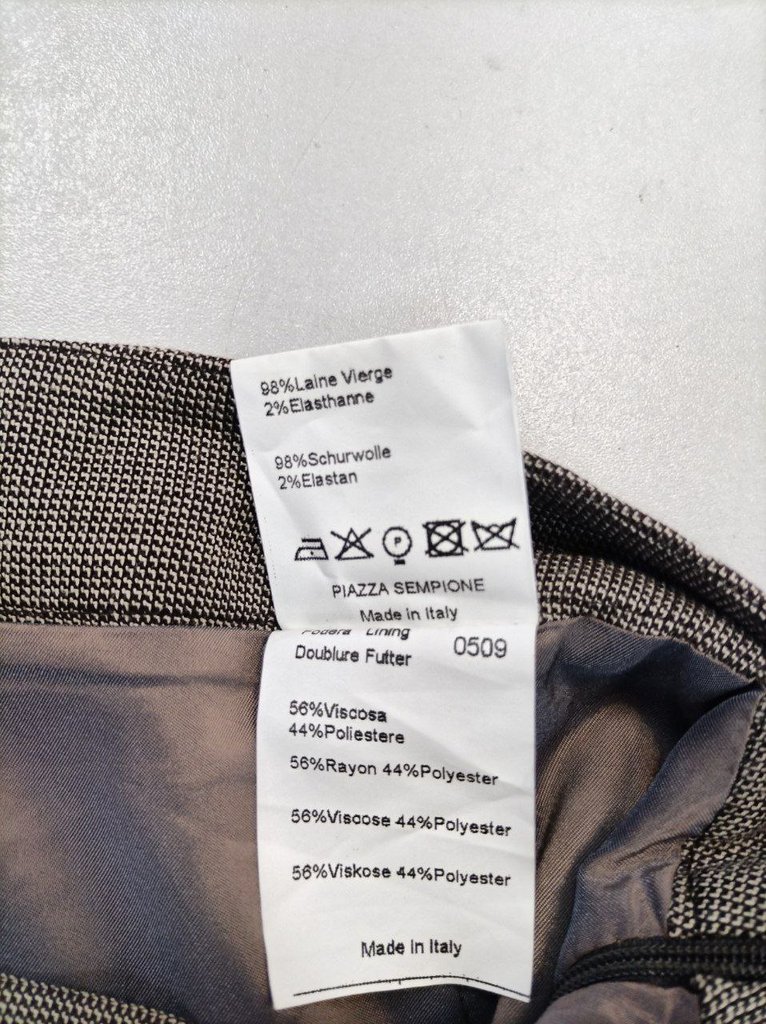 98%Laine Vierge
2%Elasthanne
98%Schurwolle
2%Elastan
P
PIAZZA SEMPIONE
Made in Italy
Fodera Lining
Doublure Futter 0509
56%Viscosa
44%Poliestere
56%Rayon 44%Polyester
56%Viscose 44%Polyester
56%Viskose 44%Polyester
Made in Italy